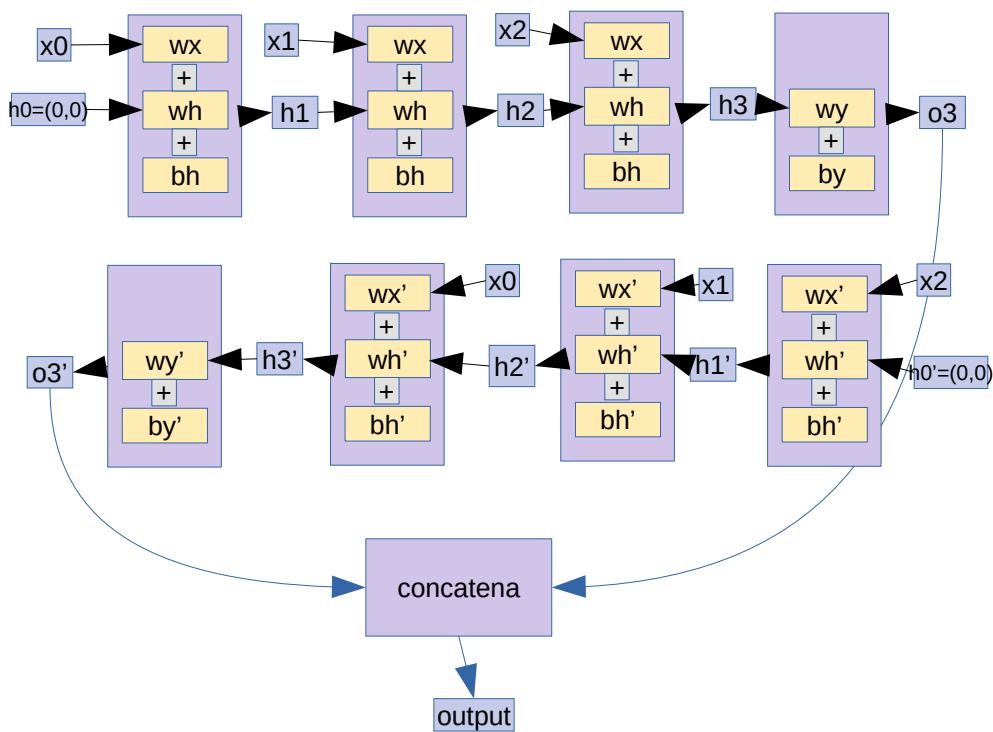 x0
wx
+
h0=(0,0)
wh
+
bh
h1
x1
wx
+
wh
+
bh
h2
x2
wx
+
wh
+
bh
h3
wy
+
by
o3
x2
h0’=(0,0)
wx’
+
wh’
+
bh’
h1’
x1
wx’
+
wh’
+
bh’
h2’
x0
wx’
+
wh’
+
bh’
h3’
wy’
+
by’
o3’
concatena
output